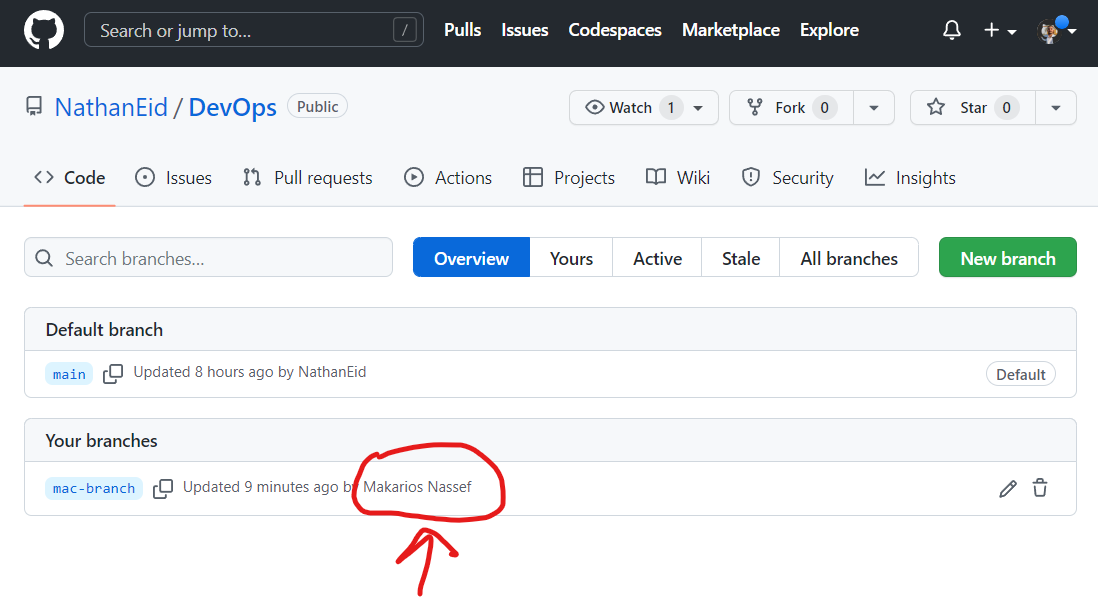 Search or jump to... / Pulls Issues Codespaces Marketplace Explore
NathanEid / DevOps Public Watch 1 Fork 0 Star 0
Code Issues Pull requests Actions Projects Wiki Security Insights
Search branches... Overview Yours Active Stale All branches New branch
Default branch
main Updated 8 hours ago by NathanEid Default
Your branches
mac-branch Updated 9 minutes ago by Makarios Nassef